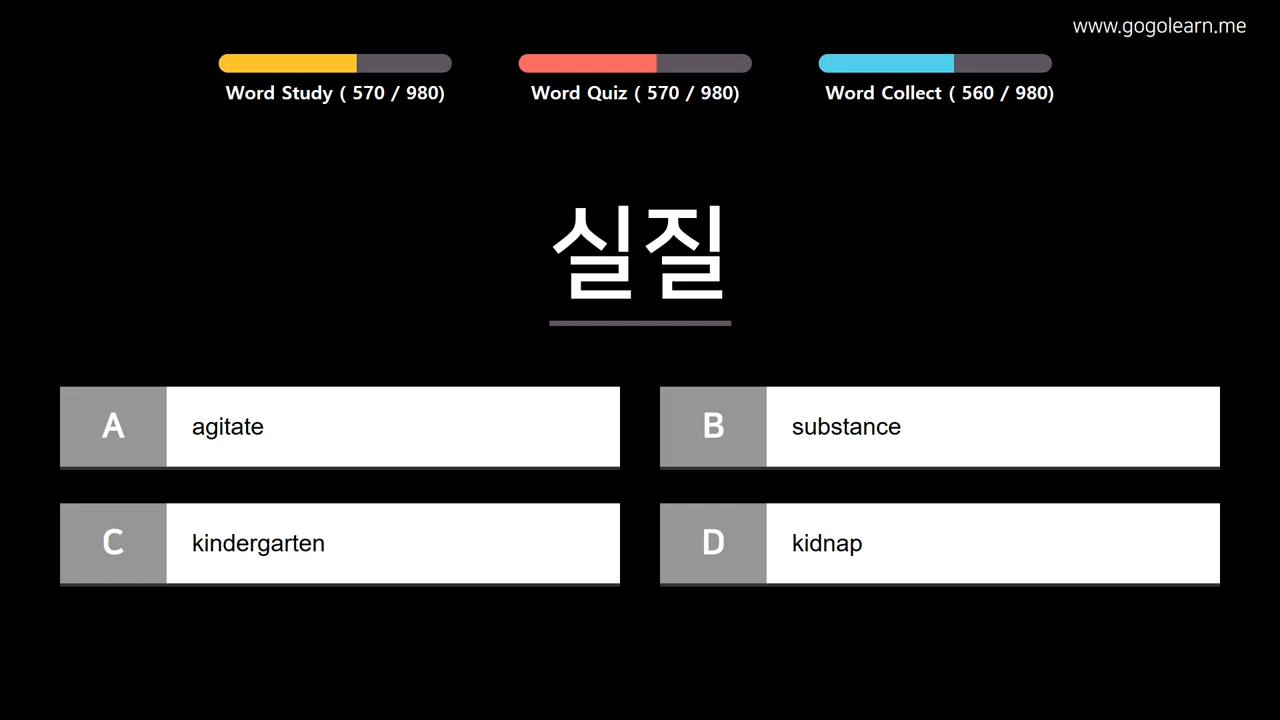 www.gogolearn.me
Word Study ( 570 / 980)
Word Quiz ( 570 / 980)
Word Collect ( 560 / 980)
실질
A agitate
B substance
C kindergarten
D kidnap